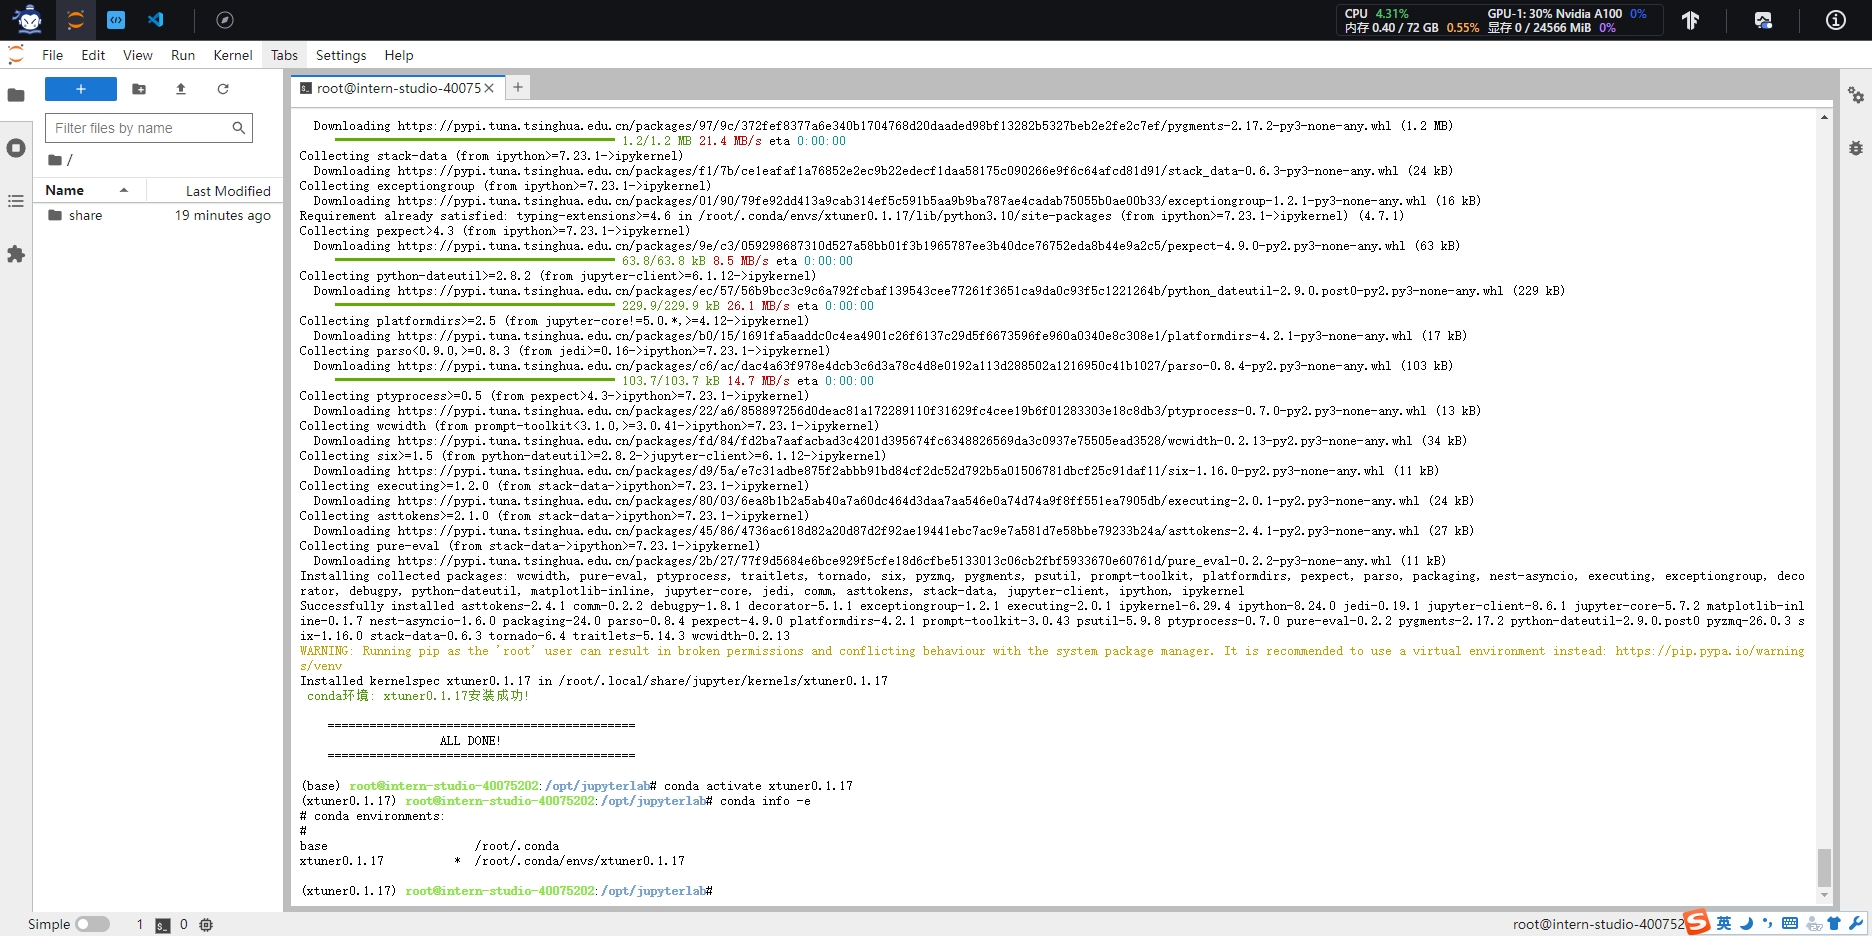 CPU 4.31% GPU-1: 30% Nvidia A100 0%
内存 0.40 / 72 GB 0.55% 显存 0 / 24566 MiB 0%
File Edit View Run Kernel Tabs Settings Help
+
root@intern-studio-40075
Filter files by name
/
Name Last Modified
share 19 minutes ago
Downloading https://pypi.tuna.tsinghua.edu.cn/packages/97/9c/372fef8377a6e340b1704768d20daaded98bf13282b5327beb2e2fe2c7ef/pygments-2.17.2-py3-none-any.whl (1.2 MB)
1.2/1.2 MB 21.4 MB/s eta 0:00:00
Collecting stack-data (from ipython>=7.23.1->ipykernel)
Downloading https://pypi.tuna.tsinghua.edu.cn/packages/f1/7b/ce1eafaf1a76852e2ec9b22edecf1daa58175c090266e9f6c64afcd81d91/stack_data-0.6.3-py3-none-any.whl (24 kB)
Collecting exceptiongroup (from ipython>=7.23.1->ipykernel)
Downloading https://pypi.tuna.tsinghua.edu.cn/packages/01/90/79fe92dd413a9cab314ef5c591b5aa9b9ba787ae4cadab75055b0ae00b33/exceptiongroup-1.2.1-py3-none-any.whl (16 kB)
Requirement already satisfied: typing-extensions>=4.6 in /root/.conda/envs/xtuner0.1.17/lib/python3.10/site-packages (from ipython>=7.23.1->ipykernel) (4.7.1)
Collecting pexpect>4.3 (from ipython>=7.23.1->ipykernel)
Downloading https://pypi.tuna.tsinghua.edu.cn/packages/9e/c3/059298687310d527a58bb01f3b1965787ee3b40dce76752eda8b44e9a2c5/pexpect-4.9.0-py2.py3-none-any.whl (63 kB)
63.8/63.8 kB 8.5 MB/s eta 0:00:00
Collecting python-dateutil>=2.8.2 (from jupyter-client>=6.1.12->ipykernel)
Downloading https://pypi.tuna.tsinghua.edu.cn/packages/ec/57/56b9bcc3c9c6a792fcbaf139543cee77261f3651ca9da0c93f5c1221264b/python_dateutil-2.9.0.post0-py2.py3-none-any.whl (229 kB)
229.9/229.9 kB 26.1 MB/s eta 0:00:00
Collecting platformdirs>=2.5 (from jupyter-core!=5.0.*,>=4.12->ipykernel)
Downloading https://pypi.tuna.tsinghua.edu.cn/packages/b0/15/1691fa5aaddc0c4ea4901c26f6137c29d5f6673596fe960a0340e8c308e1/platformdirs-4.2.1-py3-none-any.whl (17 kB)
Collecting parso<0.9.0,>=0.8.3 (from jedi>=0.16->ipython>=7.23.1->ipykernel)
Downloading https://pypi.tuna.tsinghua.edu.cn/packages/c6/ac/dac4a63f978e4dcb3c6d3a78c4d8e0192a113d288502a1216950c41b1027/parso-0.8.4-py2.py3-none-any.whl (103 kB)
103.7/103.7 kB 14.7 MB/s eta 0:00:00
Collecting ptyprocess>=0.5 (from pexpect>4.3->ipython>=7.23.1->ipykernel)
Downloading https://pypi.tuna.tsinghua.edu.cn/packages/22/a6/858897256d0deac81a172289110f31629fc4cee19b6f01283303e18c8db3/ptyprocess-0.7.0-py2.py3-none-any.whl (13 kB)
Collecting wcwidth (from prompt-toolkit<3.1.0,>=3.0.41->ipython>=7.23.1->ipykernel)
Downloading https://pypi.tuna.tsinghua.edu.cn/packages/fd/84/fd2ba7aafacbad3c4201d395674fc6348826569da3c0937e75505ead3528/wcwidth-0.2.13-py2.py3-none-any.whl (34 kB)
Collecting six>=1.5 (from python-dateutil>=2.8.2->jupyter-client>=6.1.12->ipykernel)
Downloading https://pypi.tuna.tsinghua.edu.cn/packages/d9/5a/e7c31adbe875f2abbb91bd84cf2dc52d792b5a01506781dbcf25c91daf11/six-1.16.0-py2.py3-none-any.whl (11 kB)
Collecting executing>=1.2.0 (from stack-data->ipython>=7.23.1->ipykernel)
Downloading https://pypi.tuna.tsinghua.edu.cn/packages/80/03/6ea8b1b2a5ab40a7a60dc464d3daa7aa546e0a74d74a9f8ff551ea7905db/executing-2.0.1-py2.py3-none-any.whl (24 kB)
Collecting asttokens>=2.1.0 (from stack-data->ipython>=7.23.1->ipykernel)
Downloading https://pypi.tuna.tsinghua.edu.cn/packages/45/86/4736ac618d82a20d87d2f92ae19441ebc7ac9e7a581d7e58bbe79233b24a/asttokens-2.4.1-py2.py3-none-any.whl (27 kB)
Collecting pure-eval (from stack-data->ipython>=7.23.1->ipykernel)
Downloading https://pypi.tuna.tsinghua.edu.cn/packages/2b/27/77f9d5684e6bce929f5cfe18d6cfbe5133013c06cb2fbf5933670e60761d/pure_eval-0.2.2-py3-none-any.whl (11 kB)
Installing collected packages: wcwidth, pure-eval, ptyprocess, traitlets, tornado, six, pyzmq, pygments, psutil, prompt-toolkit, platformdirs, pexpect, parso, packaging, nest-asyncio, executing, exceptiongroup, deco
rator, debugpy, python-dateutil, matplotlib-inline, jupyter-core, jedi, comm, asttokens, stack-data, jupyter-client, ipython, ipykernel
Successfully installed asttokens-2.4.1 comm-0.2.2 debugpy-1.8.1 decorator-5.1.1 exceptiongroup-1.2.1 executing-2.0.1 ipykernel-6.29.4 ipython-8.24.0 jedi-0.19.1 jupyter-client-8.6.1 jupyter-core-5.7.2 matplotlib-inl
ine-0.1.7 nest-asyncio-1.6.0 packaging-24.0 parso-0.8.4 pexpect-4.9.0 platformdirs-4.2.1 prompt-toolkit-3.0.43 psutil-5.9.8 ptyprocess-0.7.0 pure-eval-0.2.2 pygments-2.17.2 python-dateutil-2.9.0.post0 pyzmq-26.0.3 s
ix-1.16.0 stack-data-0.6.3 tornado-6.4 traitlets-5.14.3 wcwidth-0.2.13
WARNING: Running pip as the 'root' user can result in broken permissions and conflicting behaviour with the system package manager. It is recommended to use a virtual environment instead: https://pip.pypa.io/warning
s/venv
Installed kernelspec xtuner0.1.17 in /root/.local/share/jupyter/kernels/xtuner0.1.17
conda环境: xtuner0.1.17安装成功!
============================================
ALL DONE!
============================================
(base) root@intern-studio-40075202:/opt/jupyterlab# conda activate xtuner0.1.17
(xtuner0.1.17) root@intern-studio-40075202:/opt/jupyterlab# conda info -e
# conda environments:
#
base /root/.conda
xtuner0.1.17 * /root/.conda/envs/xtuner0.1.17
(xtuner0.1.17) root@intern-studio-40075202:/opt/jupyterlab#
Simple 1 0 root@intern-studio-400752
英